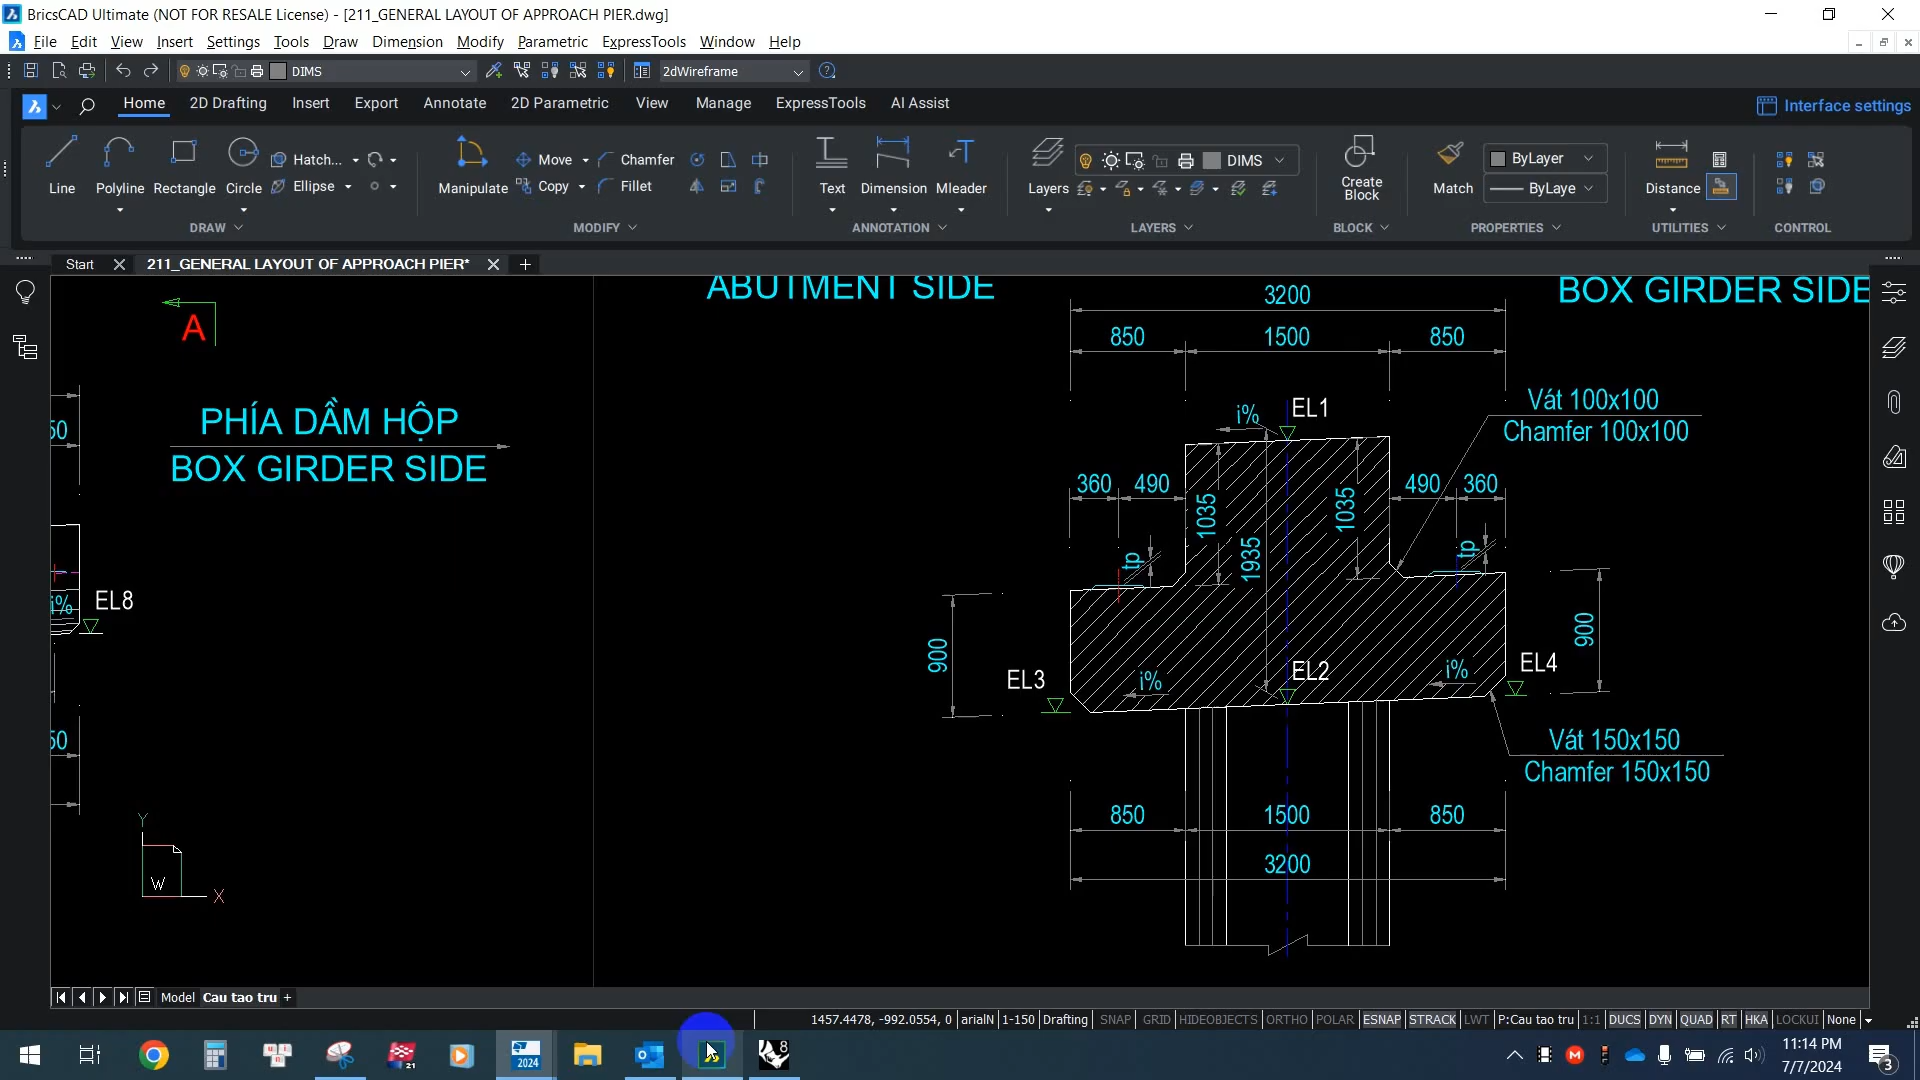 BricsCAD Ultimate (NOT FOR RESALE License) - [211_GENERAL LAYOUT OF APPROACH PIER.dwg]
File Edit View Insert Settings Tools Draw Dimension Modify Parametric ExpressTools Window Help
DIMS 2dWireframe
Home 2D Drafting Insert Export Annotate 2D Parametric View Manage ExpressTools AI Assist Interface settings
Line Polyline Rectangle Circle Hatch... Ellipse
Manipulate Move Copy Chamfer Fillet
Text Dimension Mleader
Layers DIMS
Create Block
Match ByLayer ByLaye
Distance
DRAW MODIFY ANNOTATION LAYERS BLOCK PROPERTIES UTILITIES CONTROL
Start 211_GENERAL LAYOUT OF APPROACH PIER*
ABUTMENT SIDE
BOX GIRDER SIDE
A
3200
850 1500 850
PHÍA DẦM HỘP
BOX GIRDER SIDE
i% EL1
Vát 100x100
Chamfer 100x100
50
360 490 490 360
1035 1035
1935
tp tp
i% EL8
900 900
EL3 i% EL2 i% EL4
Vát 150x150
Chamfer 150x150
50
850 1500 850
3200
Y
W
X
Model Cau tao tru +
1457.4478, -992.0554, 0 arialN 1-150 Drafting SNAP GRID HIDEOBJECTS ORTHO POLAR ESNAP STRACK LWT P:Cau tao tru 1:1 DUCS DYN QUAD RT HKA LOCKUI None
21
2024
8
11:14 PM
7/7/2024
3